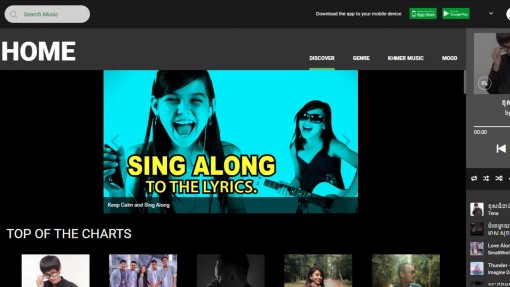 Search Music
Download the app to your mobile device
App Store
Google Play
HOME
DISCOVER
GENRE
KHMER MUSIC
MOOD
SING ALONG
TO THE LYRICS.
Keep Calm and Sing Along
00:00
TOP OF THE CHARTS
Tena
Love Alon
SmallWorl
Thunder -
Imagine D